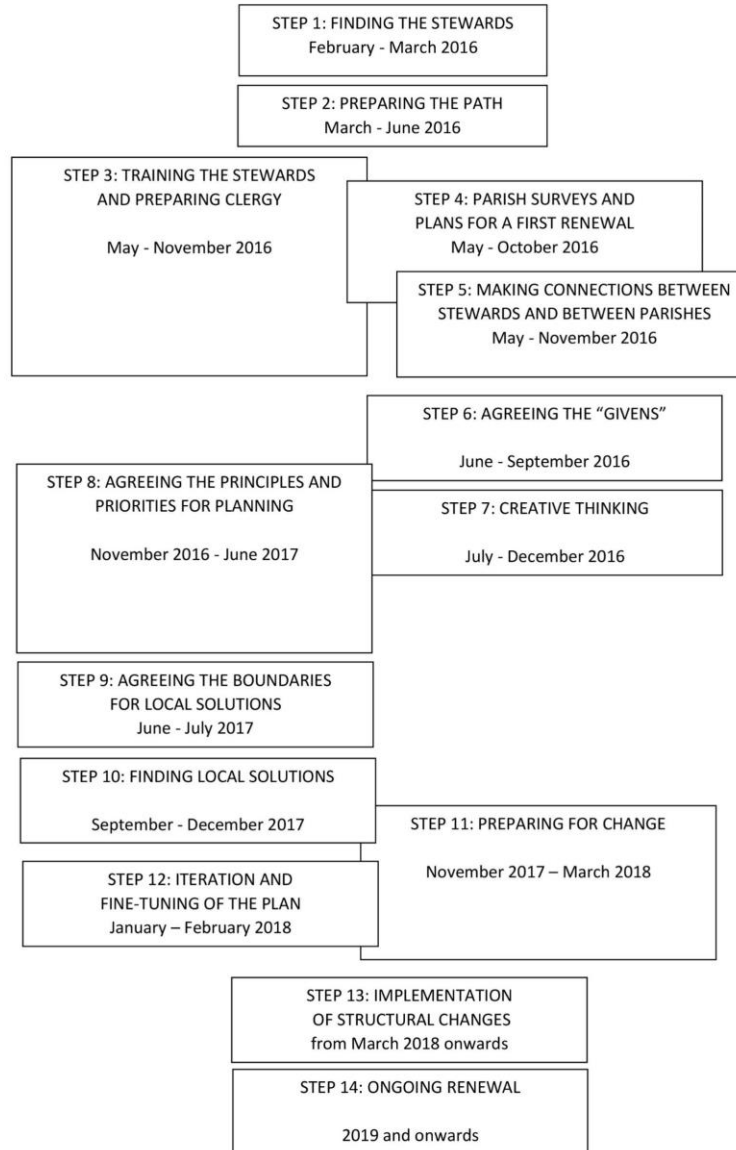 STEP 1: FINDING THE STEWARDS
February - March 2016
STEP 2: PREPARING THE PATH
March - June 2016
STEP 3: TRAINING THE STEWARDS
AND PREPARING CLERGY
May - November 2016
STEP 4: PARISH SURVEYS AND
PLANS FOR A FIRST RENEWAL
May - October 2016
STEP 5: MAKING CONNECTIONS BETWEEN
STEWARDS AND BETWEEN PARISHES
May - November 2016
STEP 6: AGREEING THE “GIVENS”
June - September 2016
STEP 8: AGREEING THE PRINCIPLES AND
PRIORITIES FOR PLANNING
November 2016 - June 2017
STEP 7: CREATIVE THINKING
July - December 2016
STEP 9: AGREEING THE BOUNDARIES
FOR LOCAL SOLUTIONS
June - July 2017
STEP 10: FINDING LOCAL SOLUTIONS
September - December 2017
STEP 11: PREPARING FOR CHANGE
November 2017 – March 2018
STEP 12: ITERATION AND
FINE-TUNING OF THE PLAN
January – February 2018
STEP 13: IMPLEMENTATION
OF STRUCTURAL CHANGES
from March 2018 onwards
STEP 14: ONGOING RENEWAL
2019 and onwards